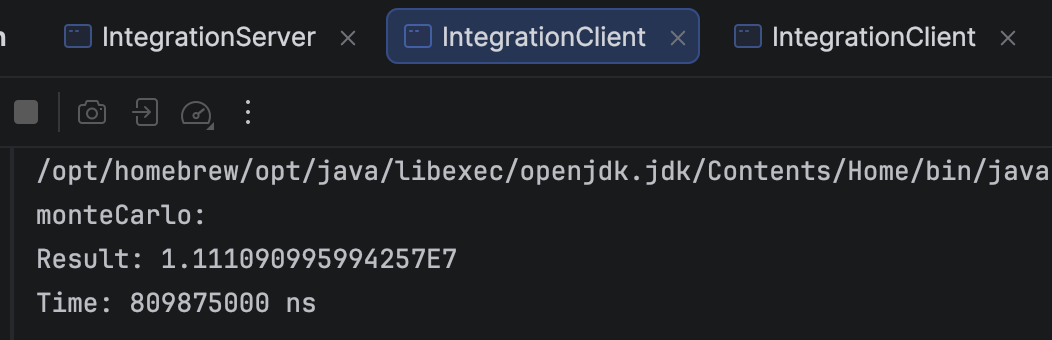 n IntegrationServer IntegrationClient IntegrationClient
/opt/homebrew/opt/java/libexec/openjdk.jdk/Contents/Home/bin/java
monteCarlo:
Result: 1.111090995994257E7
Time: 809875000 ns